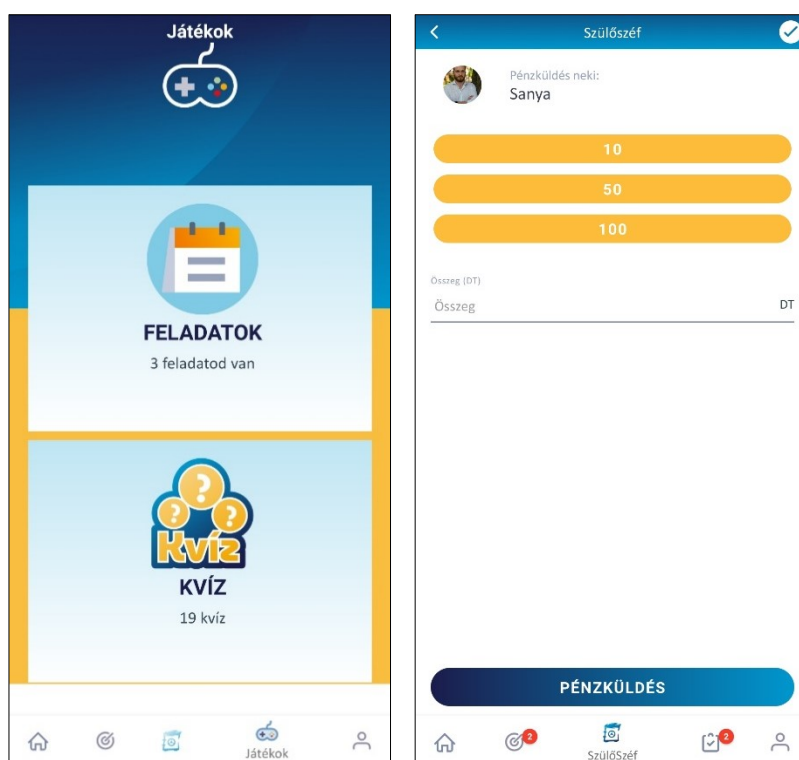 Játékok
FELADATOK
3 feladatod van
Kvíz
KVÍZ
19 kvíz
Játékok
Szülőszéf
Pénzküldés neki:
Sanya
10
50
100
Összeg (DT)
Összeg DT
PÉNZKÜLDÉS
2
2
SzülőSzéf